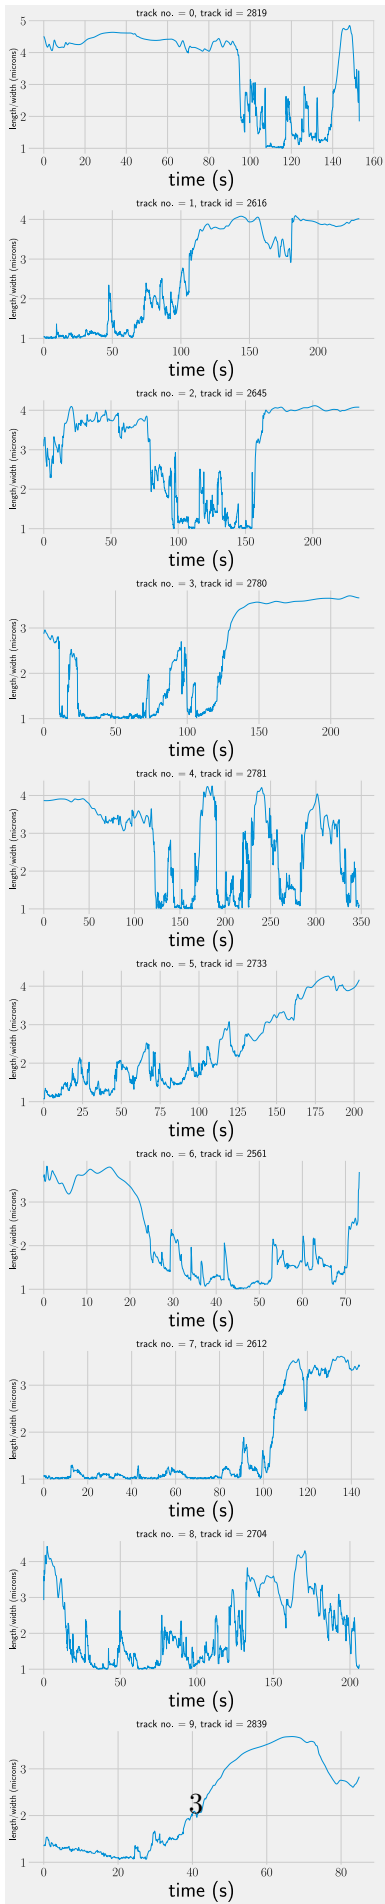 track no. = 0, track id = 2819
length/width (microns)
5
4
3
2
1
0 20 40 60 80 100 120 140 160
time (s)
track no. = 1, track id = 2616
length/width (microns)
4
3
2
1
0 50 100 150 200
time (s)
track no. = 2, track id = 2645
length/width (microns)
4
3
2
1
0 50 100 150 200
time (s)
track no. = 3, track id = 2780
length/width (microns)
3
2
1
0 50 100 150 200
time (s)
track no. = 4, track id = 2781
length/width (microns)
4
3
2
1
0 50 100 150 200 250 300 350
time (s)
track no. = 5, track id = 2733
length/width (microns)
4
3
2
1
0 25 50 75 100 125 150 175 200
time (s)
track no. = 6, track id = 2561
length/width (microns)
3
2
1
0 10 20 30 40 50 60 70
time (s)
track no. = 7, track id = 2612
length/width (microns)
3
2
1
0 20 40 60 80 100 120 140
time (s)
track no. = 8, track id = 2704
length/width (microns)
4
3
2
1
0 50 100 150 200
time (s)
track no. = 9, track id = 2839
length/width (microns)
3
2
1
3
0 20 40 60 80
time (s)